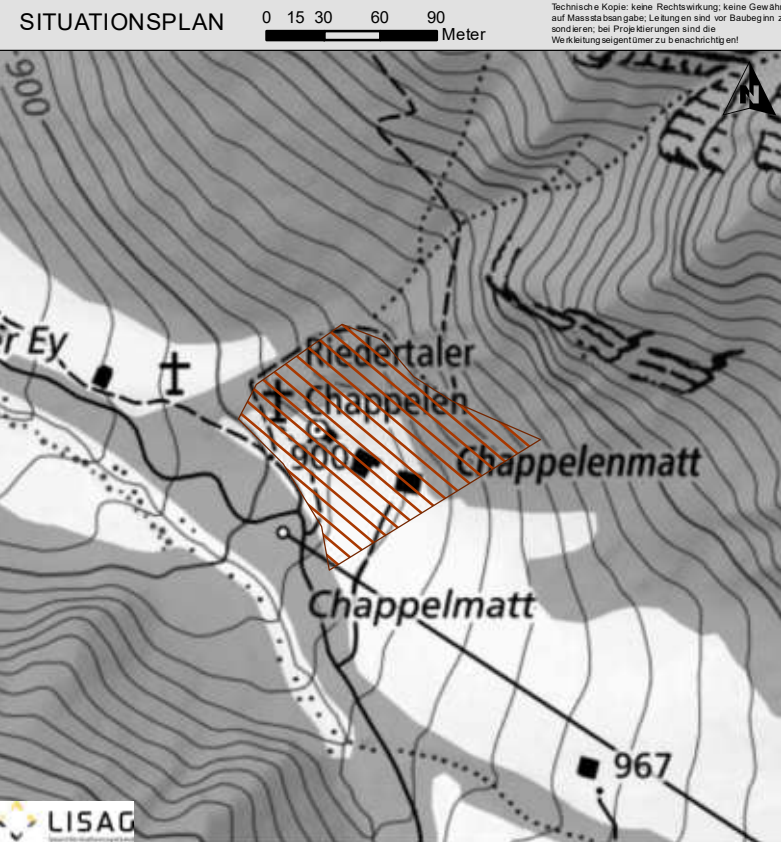 SITUATIONSPLAN
0 15 30 60 90
Meter
Technische Kopie: keine Rechtswirkung; keine Gewähr
auf Massstabsangabe; Leitungen sind vor Baubeginn z
sondieren; bei Projektierungen sind die
Werkleitungseigentümer zu benachrichtigen!
N
900
r Ey
Riedertaler
Chappelen
900
Chappelenmatt
Chappelmatt
967
LISAG